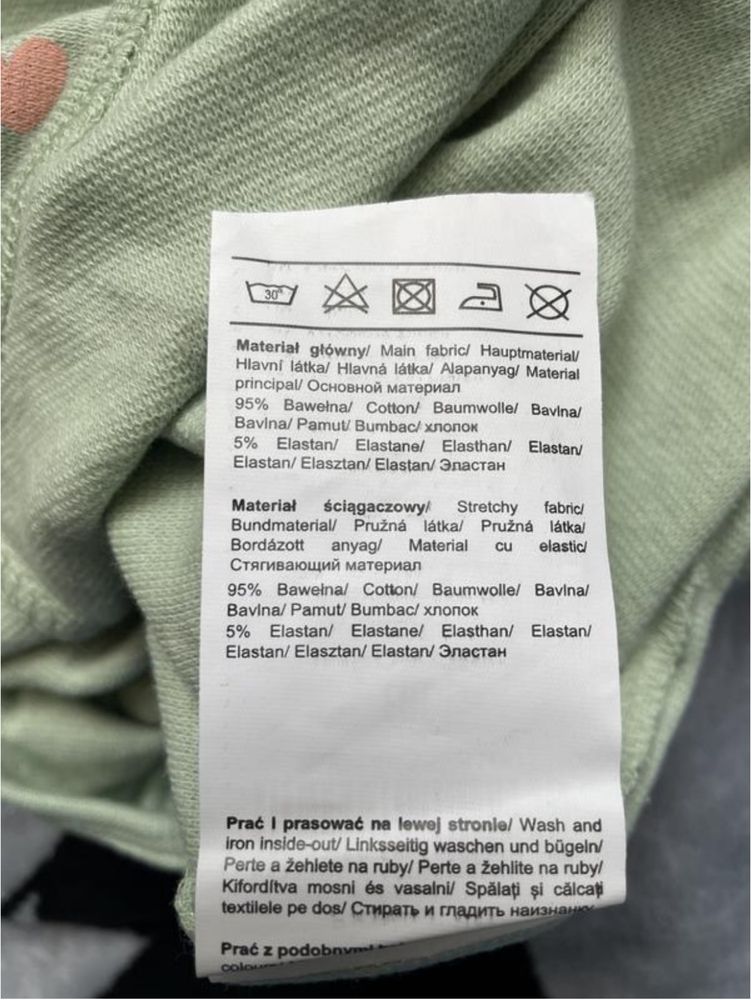 30°
Materiał główny/ Main fabric/ Hauptmaterial/
Hlavní látka/ Hlavná látka/ Alapanyag/ Material
principal/ Основной материал
95% Bawełna/ Cotton/ Baumwolle/ Bavlna/
Bavlna/ Pamut/ Bumbac/ хлопок
5% Elastan/ Elastane/ Elasthan/ Elastan/
Elastan/ Elasztan/ Elastan/ Эластан
Materiał ściągaczowy/ Stretchy fabric/
Bundmaterial/ Pružná látka/ Pružná látka/
Bordázott anyag/ Material cu elastic/
Стягивающий материал
95% Bawełna/ Cotton/ Baumwolle/ Bavlna/
Bavlna/ Pamut/ Bumbac/ хлопок
5% Elastan/ Elastane/ Elasthan/ Elastan/
Elastan/ Elasztan/ Elastan/ Эластан
Prać i prasować na lewej stronie/ Wash and
iron inside-out/ Linksseitig waschen und bügeln/
Perte a žehlete na ruby/ Perte a žehlite na ruby/
Kifordítva mosni és vasalni/ Spălați și călcați
textilele pe dos/ Стирать и гладить наизнанку
Prać z podobnymi